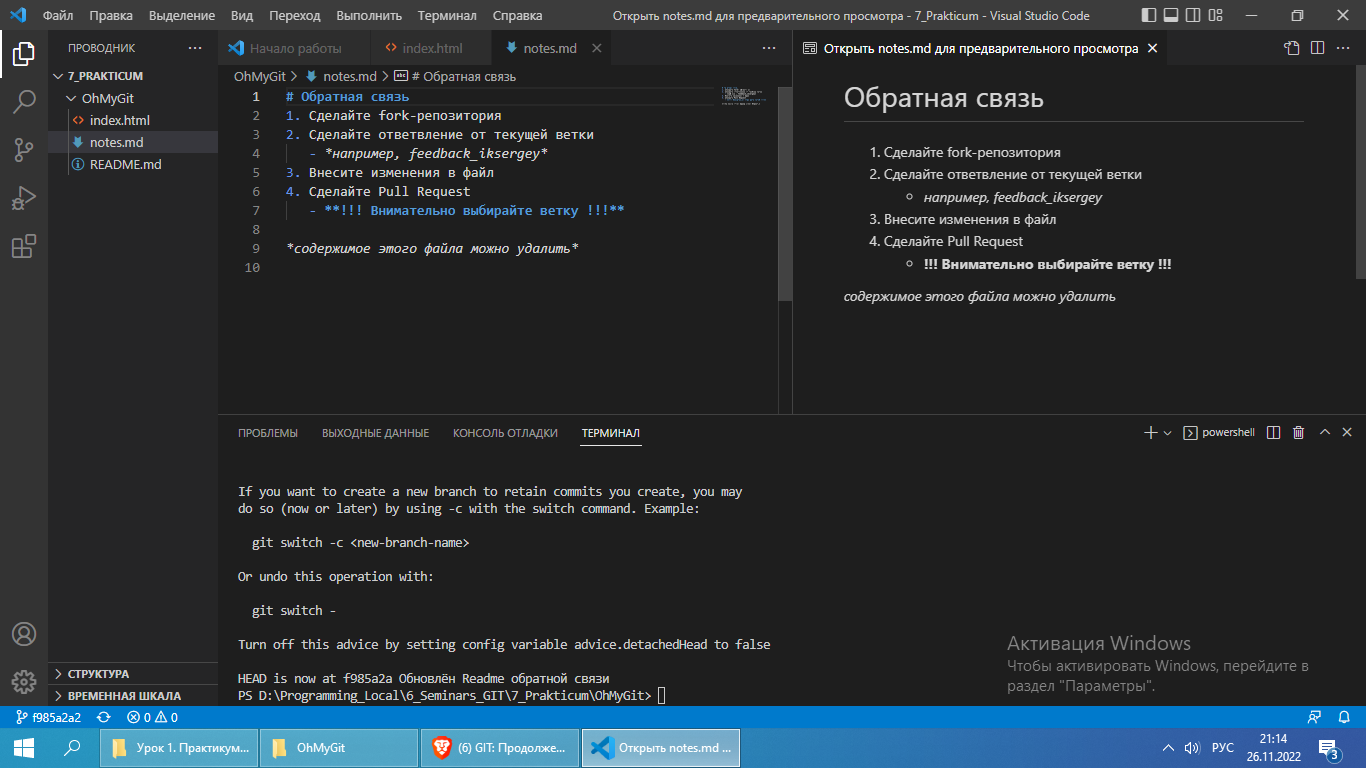 Файл Правка Выделение Вид Переход Выполнить Терминал Справка
Открыть notes.md для предварительного просмотра - 7_Prakticum - Visual Studio Code
ПРОВОДНИК
7_PRAKTICUM
OhMyGit
index.html
notes.md
README.md
СТРУКТУРА
ВРЕМЕННАЯ ШКАЛА
Начало работы
index.html
notes.md
OhMyGit > notes.md > abc # Обратная связь
1 # Обратная связь
2 1. Сделайте fork-репозитория
3 2. Сделайте ответвление от текущей ветки
4 - *например, feedback_iksergey*
5 3. Внесите изменения в файл
6 4. Сделайте Pull Request
7 - **!!! Внимательно выбирайте ветку !!!**
8
9 *содержимое этого файла можно удалить*
10
Открыть notes.md для предварительного просмотра
Обратная связь
1. Сделайте fork-репозитория
2. Сделайте ответвление от текущей ветки
например, feedback_iksergey
3. Внесите изменения в файл
4. Сделайте Pull Request
!!! Внимательно выбирайте ветку !!!
содержимое этого файла можно удалить
ПРОБЛЕМЫ ВЫХОДНЫЕ ДАННЫЕ КОНСОЛЬ ОТЛАДКИ ТЕРМИНАЛ
powershell
If you want to create a new branch to retain commits you create, you may
do so (now or later) by using -c with the switch command. Example:
git switch -c <new-branch-name>
Or undo this operation with:
git switch -
Turn off this advice by setting config variable advice.detachedHead to false
HEAD is now at f985a2a Обновлён Readme обратной связи
PS D:\Programming_Local\6_Seminars_GIT\7_Prakticum\OhMyGit>
Активация Windows
Чтобы активировать Windows, перейдите в
раздел "Параметры".
f985a2a2 0 0
Урок 1. Практикум...
OhMyGit
(6) GIT: Продолже...
Открыть notes.md ...
РУС
21:14
26.11.2022
3